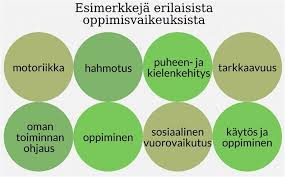 Esimerkkejä erilaisista
oppimisvaikeuksista
motoriikka
hahmotus
puheen- ja
kielenkehitys
tarkkaavuus
oman
toiminnan
ohjaus
oppiminen
sosiaalinen
vuorovaikutus
käytös ja
oppiminen